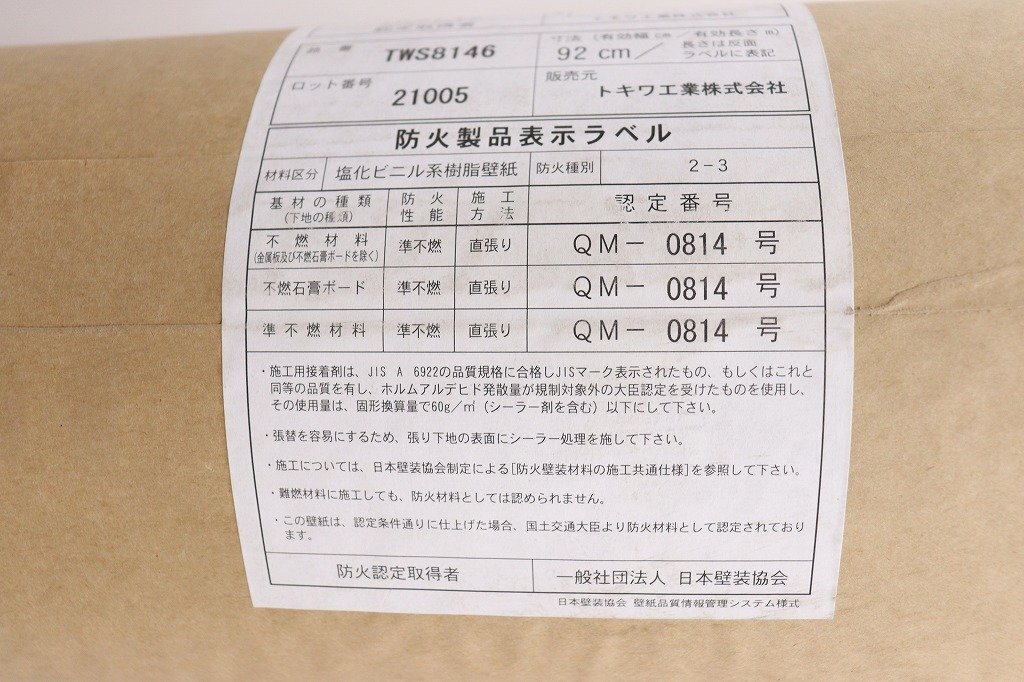 品番 TWS8146
寸法（有効幅 cm／有効長さ m）
92 cm／ 長さは反面
ラベルに表記
ロット番号 21005
販売元
トキワ工業株式会社
防火製品表示ラベル
材料区分 塩化ビニル系樹脂壁紙 防火種別 2－3
基材の種類 防火 施工 認定番号
(下地の種類) 性能 方法
不燃材料 準不燃 直張り QM－ 0814 号
(金属板及び不燃石膏ボードを除く)
不燃石膏ボード 準不燃 直張り QM－ 0814 号
準不燃材料 準不燃 直張り QM－ 0814 号
・施工用接着剤は、JIS A 6922の品質規格に合格しJISマーク表示されたもの、もしくはこれと
同等の品質を有し、ホルムアルデヒド発散量が規制対象外の大臣認定を受けたものを使用し、
その使用量は、固形換算量で60g／㎡（シーラー剤を含む）以下にして下さい。
・張替を容易にするため、張り下地の表面にシーラー処理を施して下さい。
・施工については、日本壁装協会制定による[防火壁装材料の施工共通仕様]を参照して下さい。
・難燃材料に施工しても、防火材料としては認められません。
・この壁紙は、認定条件通りに仕上げた場合、国土交通大臣より防火材料として認定されており
ます。
防火認定取得者 一般社団法人 日本壁装協会
日本壁装協会 壁紙品質情報管理システム様式